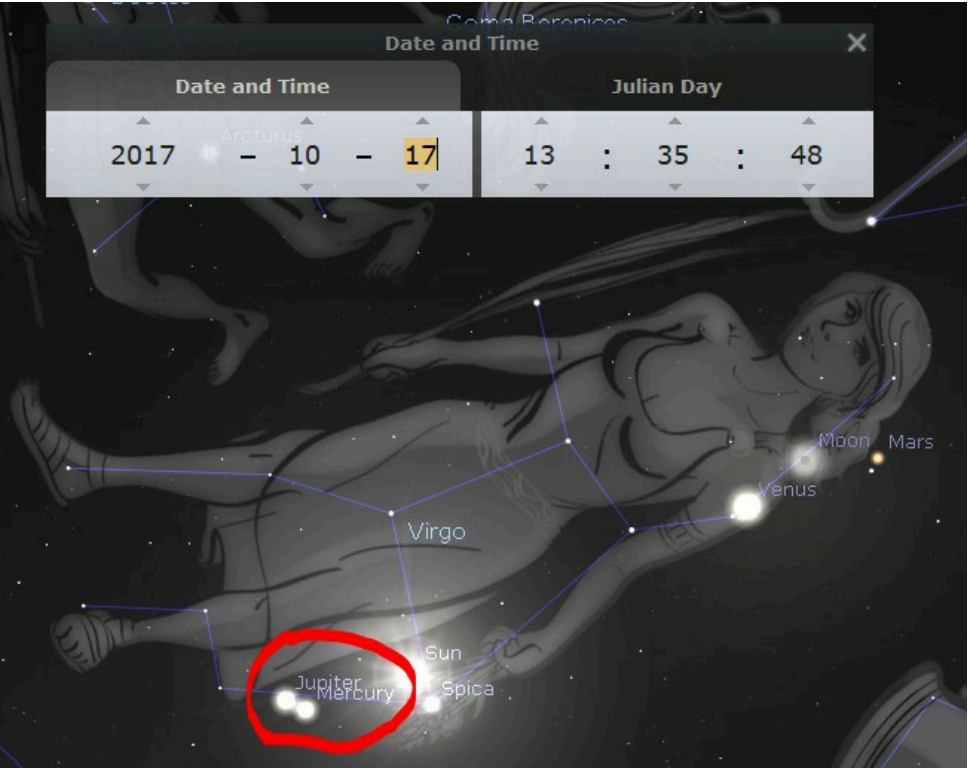 Bootes
Coma Berenices
Date and Time
Date and Time
Julian Day
Arcturus
2017 - 10 - 17
13 : 35 : 48
Moon
Mars
Venus
Virgo
Sun
Jupiter
Mercury
Spica